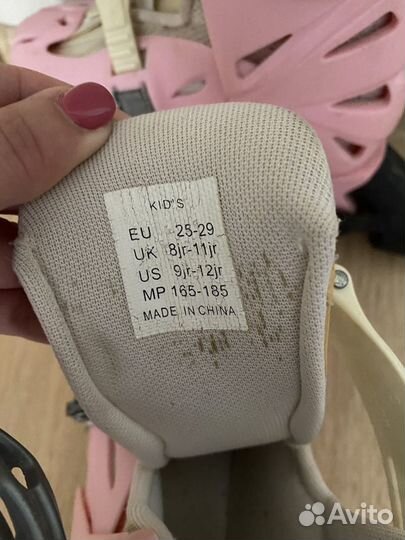 KID'S
EU 25-29
UK 8jr-11jr
US 9jr-12jr
MP 165-185
MADE IN CHINA
Avito